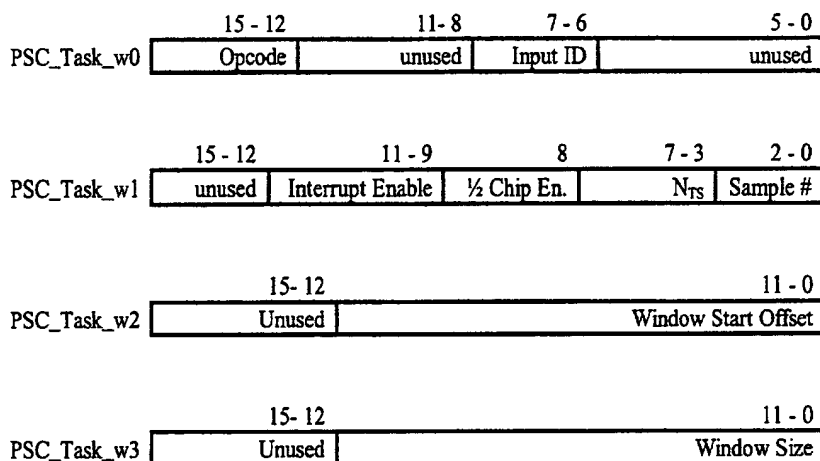 15 - 12 11-8 7-6 5-0
PSC_Task_w0 Opcode unused Input ID unused
15 - 12 11 - 9 8 7 - 3 2 - 0
PSC_Task_w1 unused Interrupt Enable ½ Chip En. NTS Sample #
15- 12 11 - 0
PSC_Task_w2 Unused Window Start Offset
15- 12 11 - 0
PSC_Task_w3 Unused Window Size